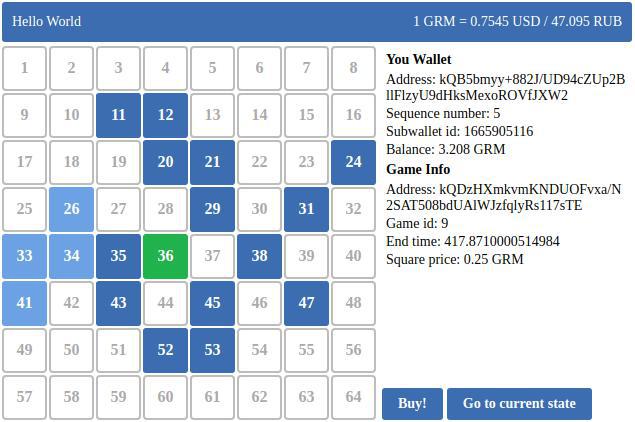 Hello World
1 GRM = 0.7545 USD / 47.095 RUB
1 2 3 4 5 6 7 8
9 10 11 12 13 14 15 16
17 18 19 20 21 22 23 24
25 26 27 28 29 30 31 32
33 34 35 36 37 38 39 40
41 42 43 44 45 46 47 48
49 50 51 52 53 54 55 56
57 58 59 60 61 62 63 64
You Wallet
Address: kQB5bmyy+882J/UD94cZUp2B
llFlzyU9dHksMexoROVfJXW2
Sequence number: 5
Subwallet id: 1665905116
Balance: 3.208 GRM
Game Info
Address: kQDzHXmkvmKNDUOFvxa/N
2SAT508bdUAlWJzfqlyRs117sTE
Game id: 9
End time: 417.8710000514984
Square price: 0.25 GRM
Buy!
Go to current state